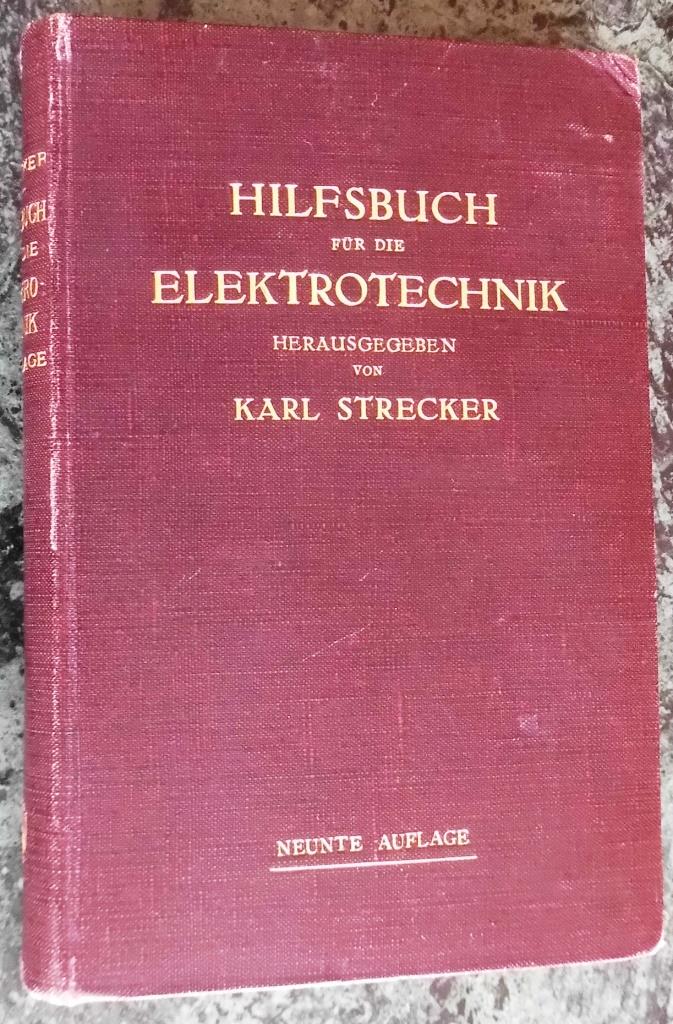 HILFSBUCH
FÜR DIE
ELEKTROTECHNIK
HERAUSGEGEBEN
VON
KARL STRECKER
NEUNTE AUFLAGE